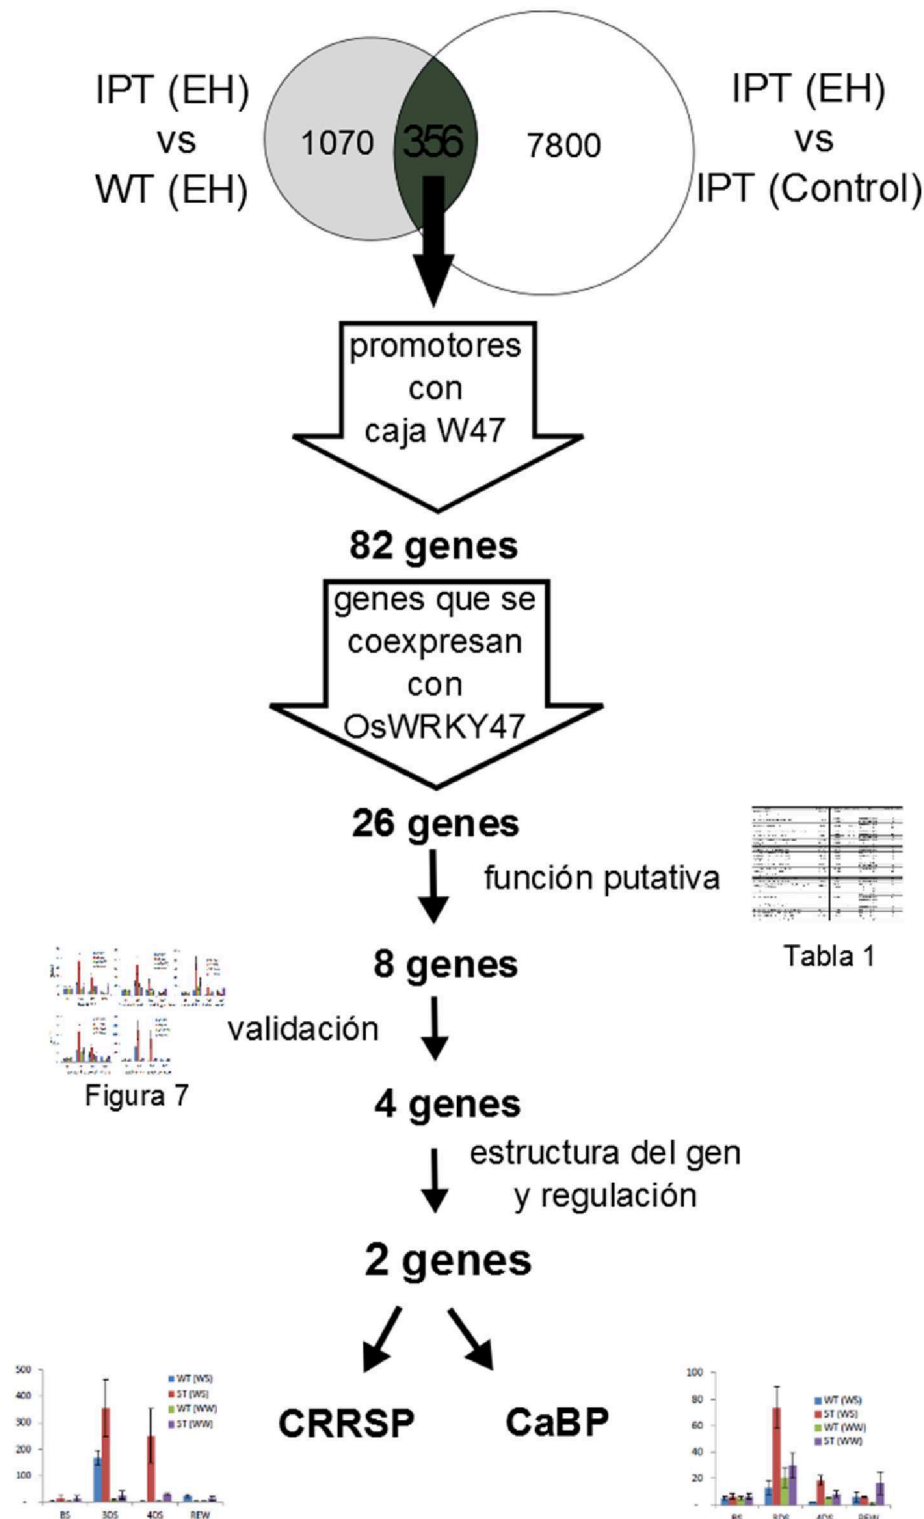 IPT (EH)
vs
WT (EH)
1070
356
7800
IPT (EH)
vs
IPT (Control)
promotores
con
caja W47
82 genes
genes que se
coexpresan
con
OsWRKY47
26 genes
función putativa
Tabla 1
8 genes
validación
Figura 7
4 genes
estructura del gen
y regulación
2 genes
CRRSP
CaBP
500
400
300
200
100
-
WT (WS)
ST (WS)
WT (WW)
ST (WW)
BS 3DS 4DS REW
100
80
60
40
20
-
WT (WS)
ST (WS)
WT (WW)
ST (WW)
BS 3DS 4DS REW